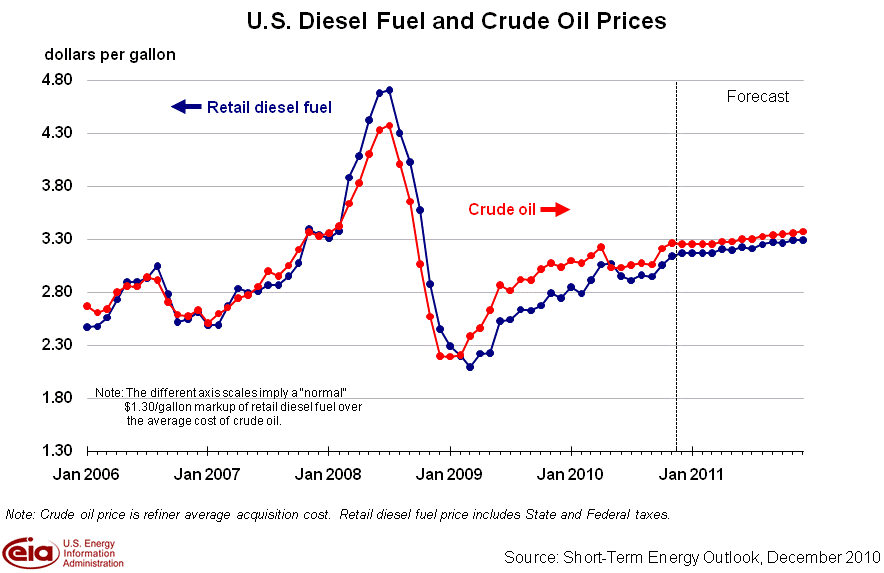 U.S. Diesel Fuel and Crude Oil Prices
dollars per gallon
4.80
4.30
3.80
3.30
2.80
2.30
1.80
1.30
Retail diesel fuel
Forecast
Crude oil
Note: The different axis scales imply a "normal"
$1.30/gallon markup of retail diesel fuel over
the average cost of crude oil.
Jan 2006
Jan 2007
Jan 2008
Jan 2009
Jan 2010
Jan 2011
Note: Crude oil price is refiner average acquisition cost. Retail diesel fuel price includes State and Federal taxes.
eia
U.S. Energy
Information
Administration
Source: Short-Term Energy Outlook, December 2010